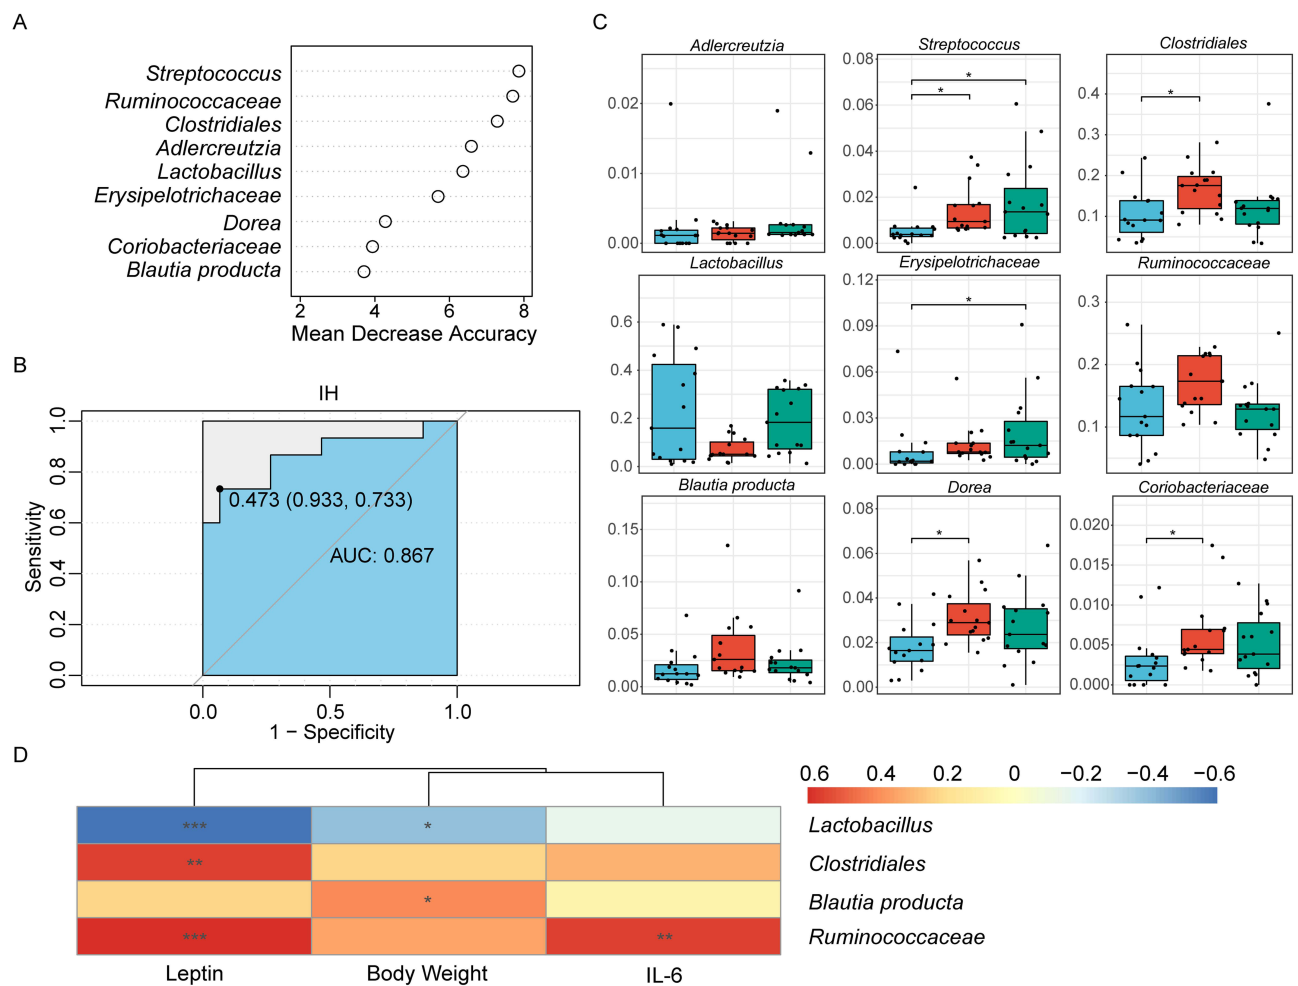 A
Streptococcus
Ruminococcaceae
Clostridiales
Adlercreutzia
Lactobacillus
Erysipelotrichaceae
Dorea
Coriobacteriaceae
Blautia producta
2 4 6 8
Mean Decrease Accuracy
B
IH
Sensitivity
1.0
0.8
0.6
0.4
0.2
0.0
0.473 (0.933, 0.733)
AUC: 0.867
0.0 0.5 1.0
1 − Specificity
C
Adlercreutzia
0.02
0.01
0.00
Streptococcus
0.08
0.06
0.04
0.02
0.00
*
*
Clostridiales
0.4
0.3
0.2
0.1
*
Lactobacillus
0.6
0.4
0.2
0.0
Erysipelotrichaceae
0.12
0.09
0.06
0.03
0.00
*
Ruminococcaceae
0.3
0.2
0.1
Blautia producta
0.15
0.10
0.05
0.00
Dorea
0.08
0.06
0.04
0.02
0.00
*
Coriobacteriaceae
0.020
0.015
0.010
0.005
0.000
*
D
0.6 0.4 0.2 0 −0.2 −0.4 −0.6
*** * Lactobacillus
** Clostridiales
* Blautia producta
*** ** Ruminococcaceae
Leptin Body Weight IL-6